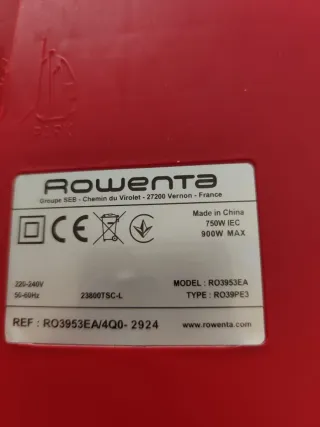 Rowenta
Groupe SEB - Chemin du Virolet - 27200 Vernon - France
CE
Made in China
750W IEC
900W MAX
220-240V
50-60Hz
23800TSC-L
MODEL : RO3953EA
TYPE : RO39PE3
REF : RO3953EA/4Q0- 2924
www.rowenta.com